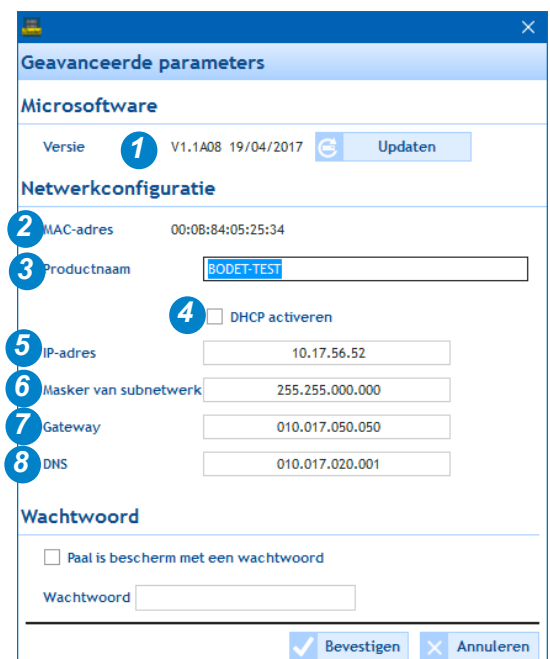 Geavanceerde parameters
Microsoftware
Versie 1 V1.1A08 19/04/2017 Updaten
Netwerkconfiguratie
2 MAC-adres 00:0B:84:05:25:34
3 Productnaam BODET-TEST
4 DHCP activeren
5 IP-adres 10.17.56.52
6 Masker van subnetwerk 255.255.000.000
7 Gateway 010.017.050.050
8 DNS 010.017.020.001
Wachtwoord
Paal is bescherm met een wachtwoord
Wachtwoord
Bevestigen Annuleren